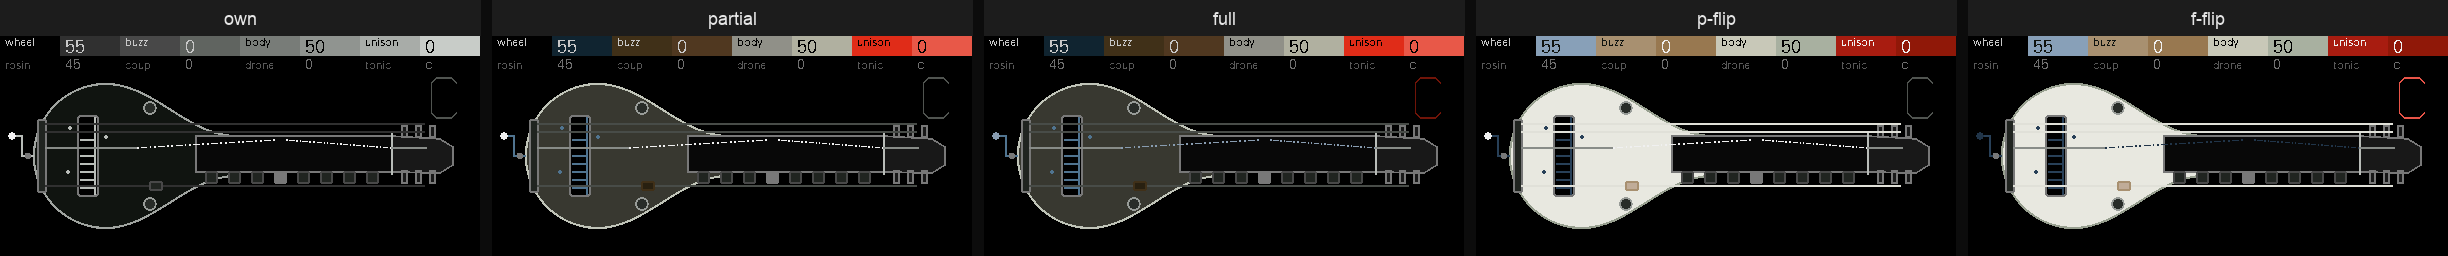 own partial full p-flip f-flip
wheel 55 buzz 0 body 50 unison 0 wheel 55 buzz 0 body 50 unison 0 wheel 55 buzz 0 body 50 unison 0 wheel 55 buzz 0 body 50 unison 0 wheel 55 buzz 0 body 50 unison 0
rosin 45 coup 0 drone 0 tonic c rosin 45 coup 0 drone 0 tonic c rosin 45 coup 0 drone 0 tonic c rosin 45 coup 0 drone 0 tonic c rosin 45 coup 0 drone 0 tonic c